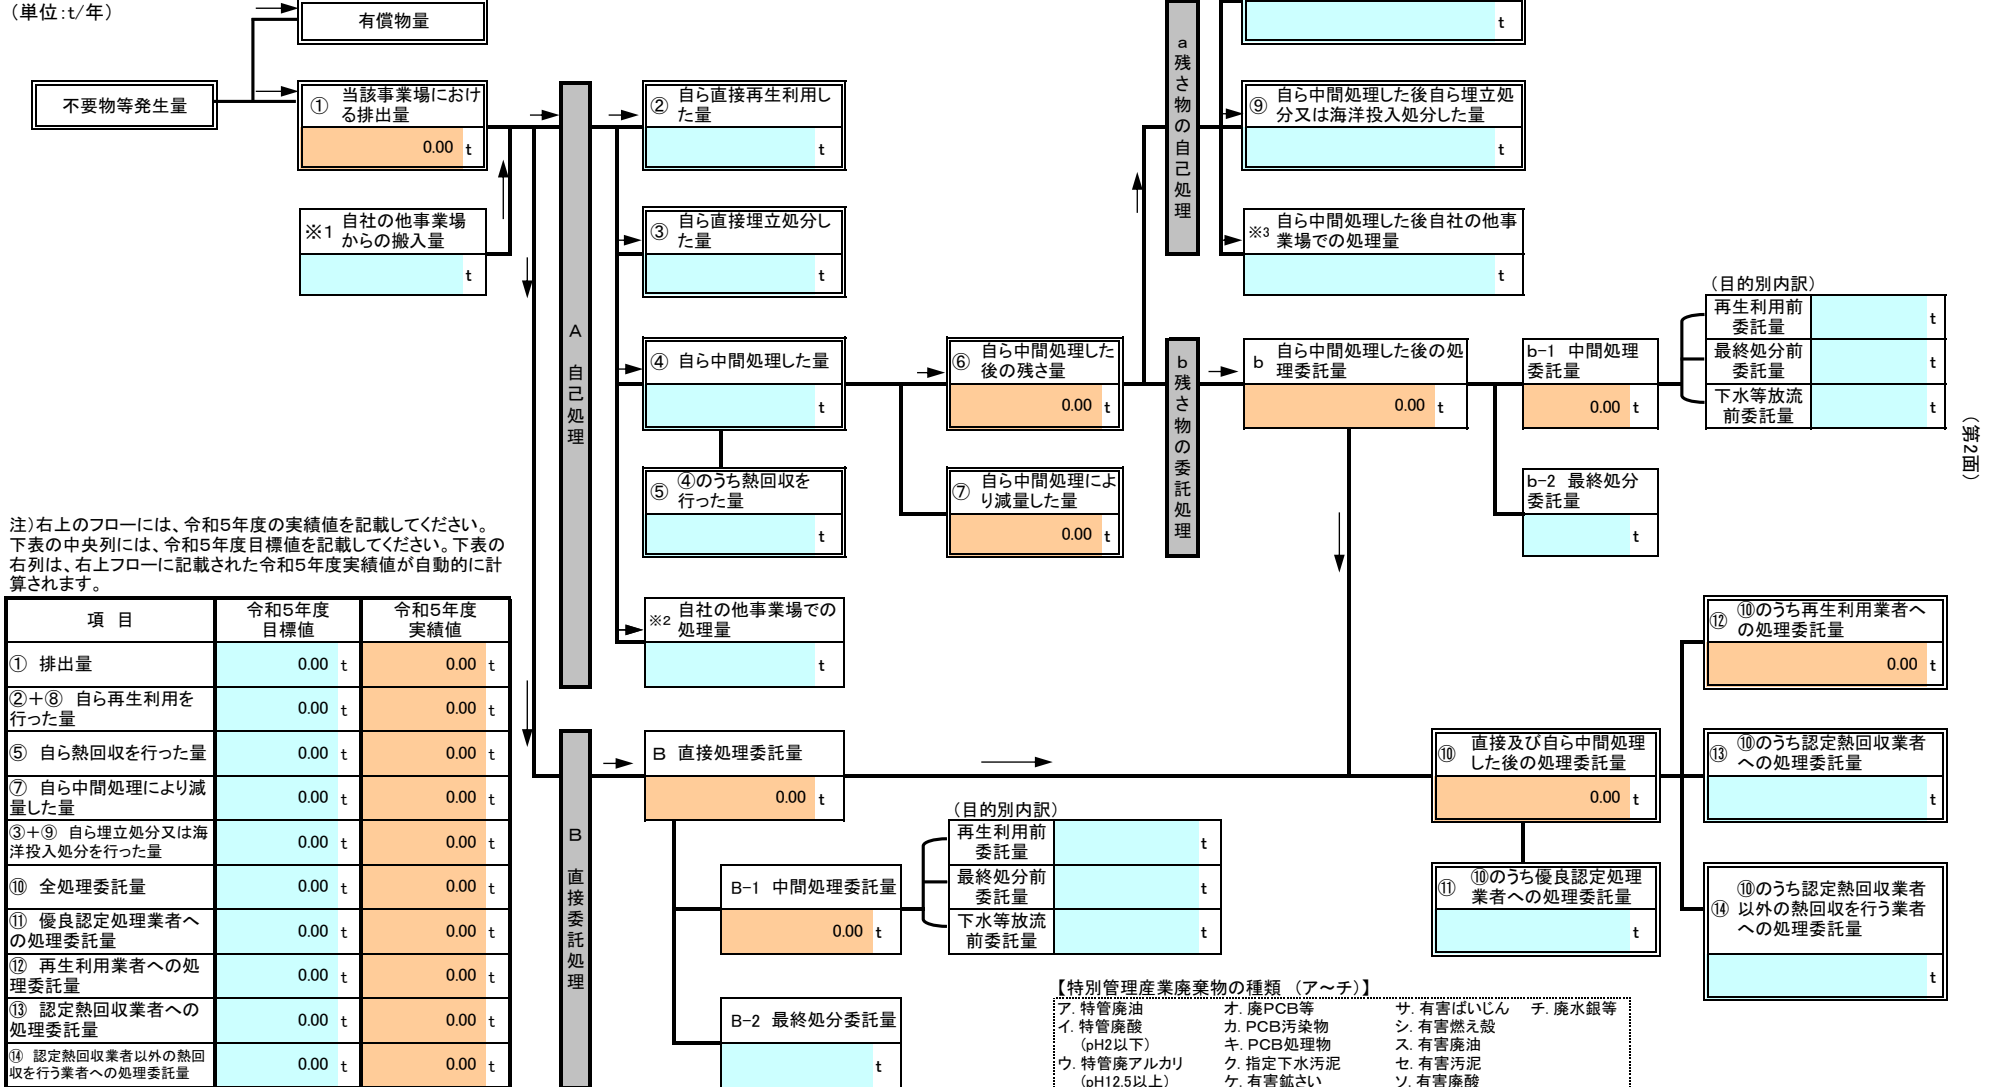 (単位:t/年)
有償物量
t
不要物等発生量
① 当該事業場におけ
る排出量
0.00 t
※1 自社の他事業場
からの搬入量
t
A 自己処理
② 自ら直接再生利用し
た量
t
③ 自ら直接埋立処分し
た量
t
④ 自ら中間処理した量
t
⑤ ④のうち熱回収を
行った量
t
※2 自社の他事業場での
処理量
t
⑥ 自ら中間処理した
後の残さ量
0.00 t
⑦ 自ら中間処理によ
り減量した量
0.00 t
a 残さ物の自己処理
⑨ 自ら中間処理した後自ら埋立処
分又は海洋投入処分した量
t
※3 自ら中間処理した後自社の他事
業場での処理量
t
b 残さ物の委託処理
b 自ら中間処理した後の処
理委託量
0.00 t
b-1 中間処理
委託量
0.00 t
(目的別内訳)
再生利用前
委託量
t
最終処分前
委託量
t
下水等放流
前委託量
t
b-2 最終処分
委託量
t
(第2面)
注)右上のフローには、令和5年度の実績値を記載してください。
下表の中央列には、令和5年度目標値を記載してください。下表の
右列は、右上フローに記載された令和5年度実績値が自動的に計
算されます。
項 目 令和5年度 目標値 令和5年度 実績値
① 排出量 0.00 t 0.00 t
②+⑧ 自ら再生利用を
行った量 0.00 t 0.00 t
⑤ 自ら熱回収を行った量 0.00 t 0.00 t
⑦ 自ら中間処理により減
量した量 0.00 t 0.00 t
③+⑨ 自ら埋立処分又は海
洋投入処分を行った量 0.00 t 0.00 t
⑩ 全処理委託量 0.00 t 0.00 t
⑪ 優良認定処理業者へ
の処理委託量 0.00 t 0.00 t
⑫ 再生利用業者への処
理委託量 0.00 t 0.00 t
⑬ 認定熱回収業者への
処理委託量 0.00 t 0.00 t
⑭ 認定熱回収業者以外の熱回
収を行う業者への処理委託量 0.00 t 0.00 t
B 直接委託処理
B 直接処理委託量
0.00 t
B-1 中間処理委託量
0.00 t
(目的別内訳)
再生利用前
委託量
t
最終処分前
委託量
t
下水等放流
前委託量
t
B-2 最終処分委託量
t
⑩ 直接及び自ら中間処理
した後の処理委託量
0.00 t
⑪ ⑩のうち優良認定処理
業者への処理委託量
t
⑫ ⑩のうち再生利用業者へ
の処理委託量
0.00 t
⑬ ⑩のうち認定熱回収業者
への処理委託量
t
⑭ ⑩のうち認定熱回収業者
以外の熱回収を行う業者
への処理委託量
t
【特別管理産業廃棄物の種類 (ア~チ)】
ア. 特管廃油 オ. 廃PCB等 サ. 有害ばいじん チ. 廃水銀等
イ. 特管廃酸 カ. PCB汚染物 シ. 有害燃え殻
(pH2以下) キ. PCB処理物 ス. 有害廃油
ウ. 特管廃アルカリ ク. 指定下水汚泥 セ. 有害汚泥
(pH12.5以上) ケ. 有害鉱さい ソ. 有害廃酸